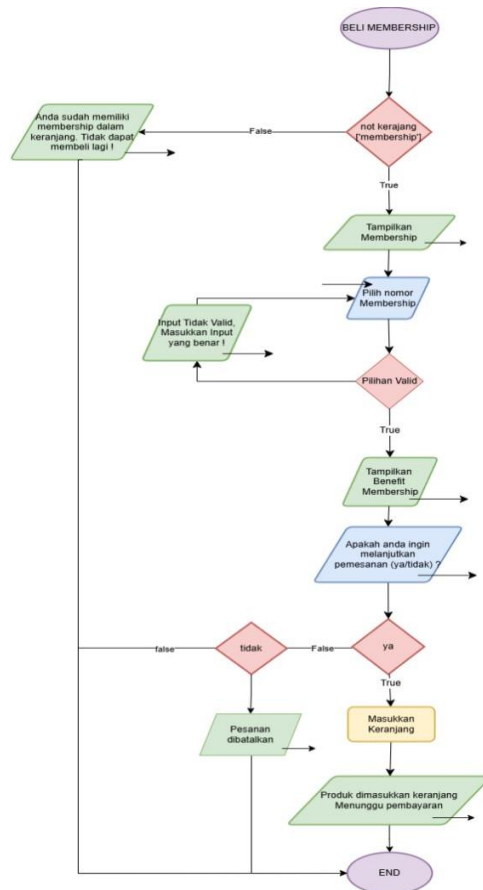 BELI MEMBERSHIP
not kerajang
['membership']
False
Anda sudah memiliki
membership dalam
keranjang. Tidak dapat
membeli lagi !
True
Tampilkan
Membership
Pilih nomor
Membership
Input Tidak Valid,
Masukkan Input
yang benar !
Pilihan Valid
True
Tampilkan
Benefit
Membership
Apakah anda ingin
melanjutkan
pemesanan (ya/tidak) ?
ya
False
tidak
false
True
Pesanan
dibatalkan
Masukkan
Keranjang
Produk dimasukkan keranjang
Menunggu pembayaran
END